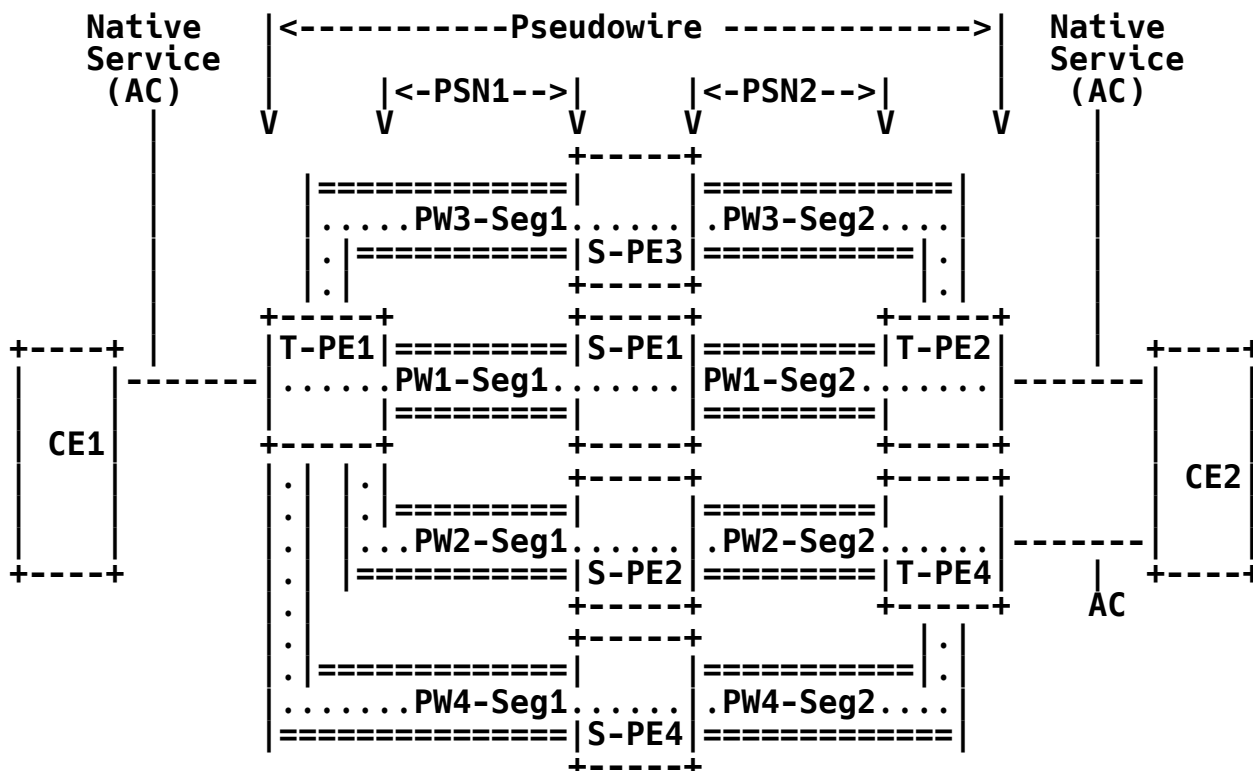 Native |<-----------Pseudowire ------------->| Native
Service | | Service
(AC) | |<-PSN1-->| |<-PSN2-->| | (AC)
| V V V V V V |
| +-----+ |
| |=============| |=============| |
| |.....PW3-Seg1......|.PW3-Seg2....| |
| |.|===========|S-PE3|===========|.| |
| |.| +-----+ |.| |
| +-----+ +-----+ +-----+ |
+----+ | |T-PE1|=========|S-PE1|=========|T-PE2| | +----+
| |-------|......PW1-Seg1.......|PW1-Seg2.......|-------| |
| | | |=========| |=========| | | |
| CE1| +-----+ +-----+ +-----+ | |
| | |.| |.| +-----+ +-----+ | CE2|
| | |.| |.|=========| |=========| | | |
| | |.| |...PW2-Seg1......|.PW2-Seg2......|-------| |
+----+ |.| |===========|S-PE2|=========|T-PE4| | +----+
|.| +-----+ +-----+ AC
|.| +-----+ |.|
|.|=============| |===========|.|
|.......PW4-Seg1......|.PW4-Seg2....|
|===============|S-PE4|=============|
+-----+